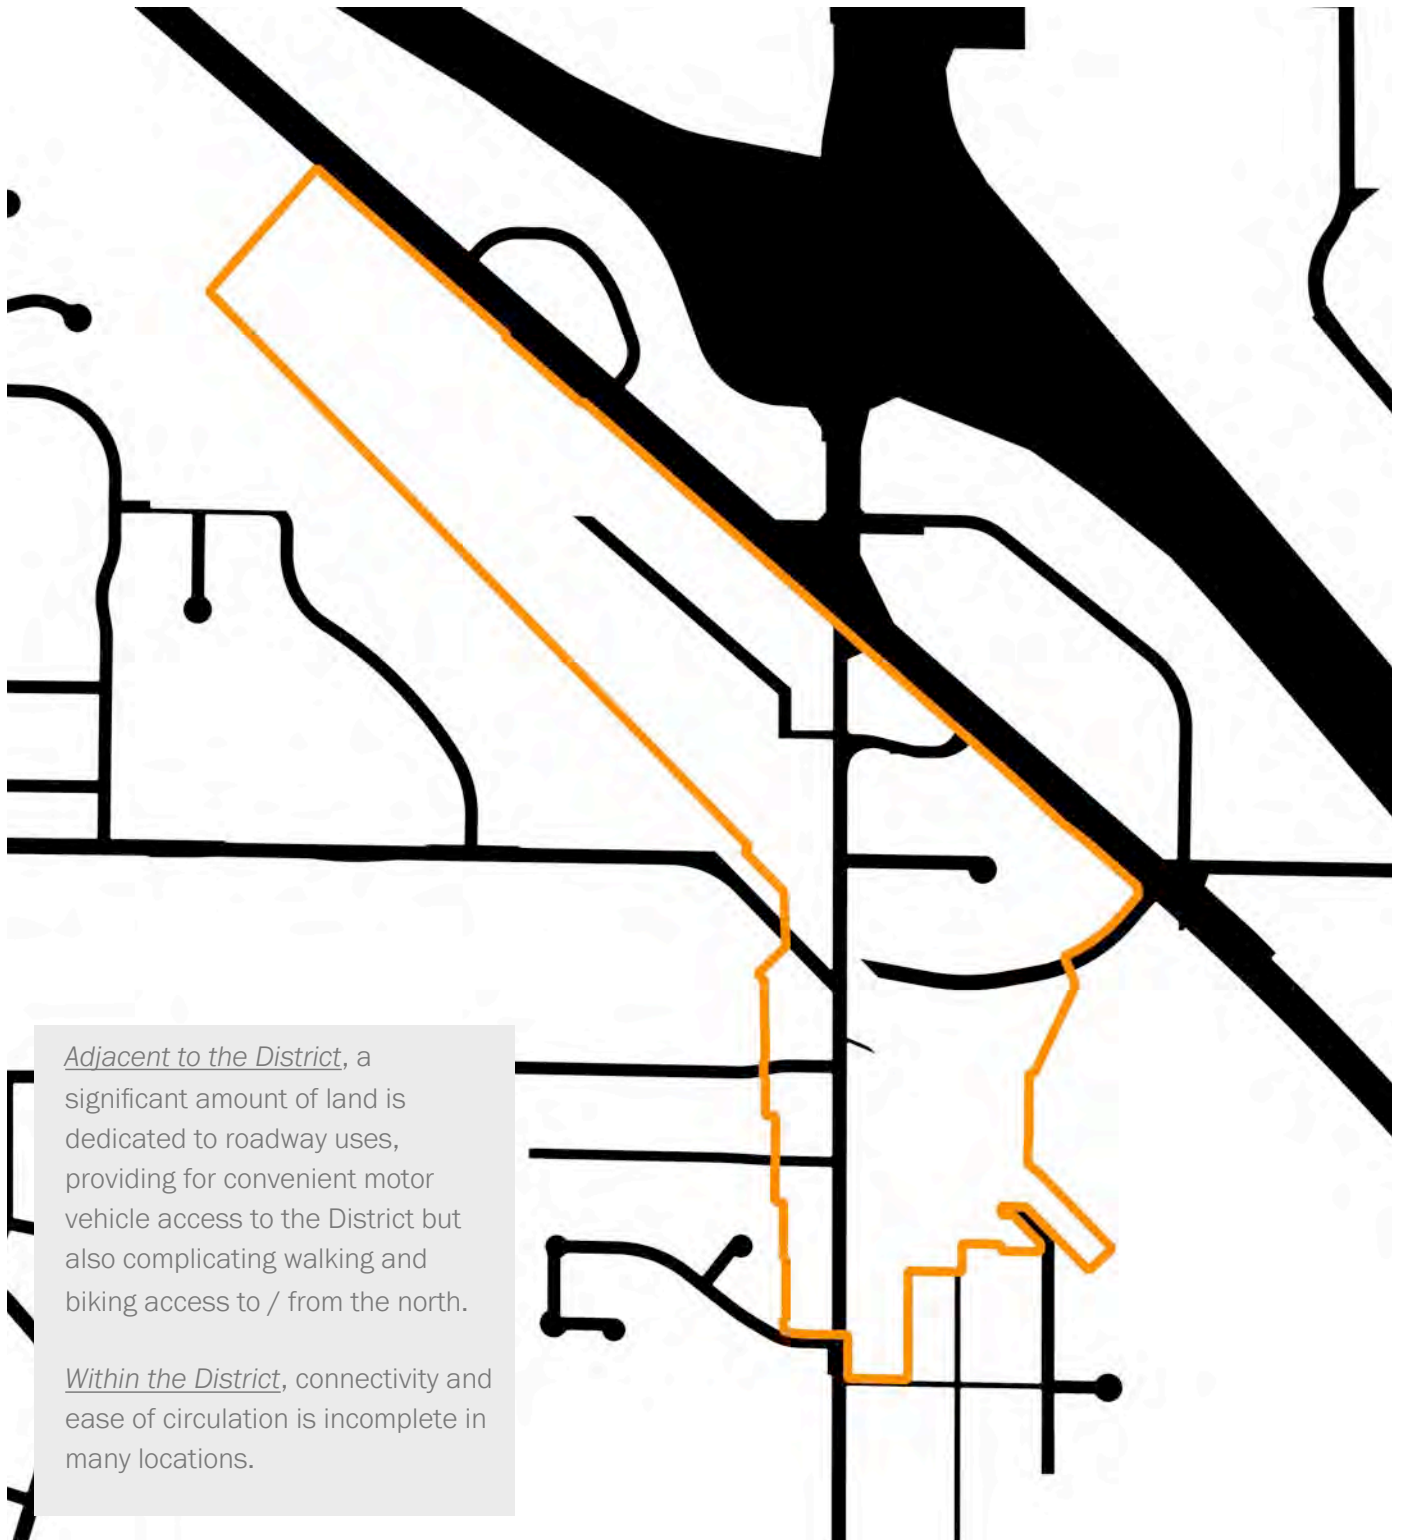 Adjacent to the District, a
significant amount of land is
dedicated to roadway uses,
providing for convenient motor
vehicle access to the District but
also complicating walking and
biking access to / from the north.
Within the District, connectivity and
ease of circulation is incomplete in
many locations.